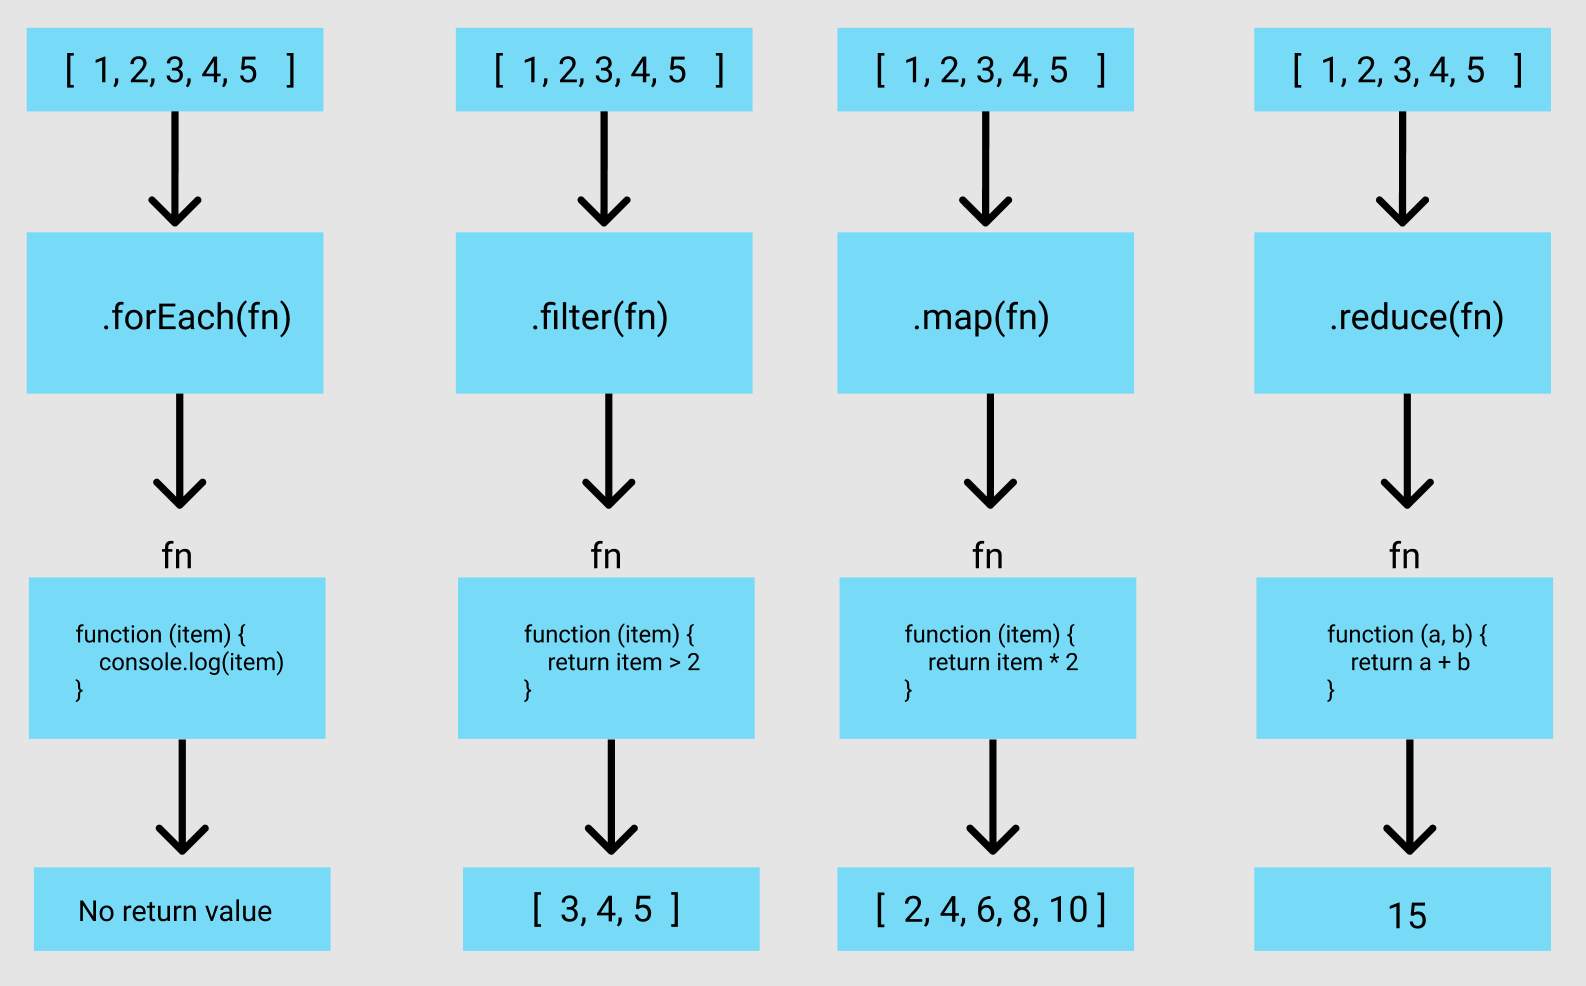 [ 1, 2, 3, 4, 5 ]
.forEach(fn)
fn
function (item) {
console.log(item)
}
No return value
[ 1, 2, 3, 4, 5 ]
.filter(fn)
fn
function (item) {
return item > 2
}
[ 3, 4, 5 ]
[ 1, 2, 3, 4, 5 ]
.map(fn)
fn
function (item) {
return item * 2
}
[ 2, 4, 6, 8, 10 ]
[ 1, 2, 3, 4, 5 ]
.reduce(fn)
fn
function (a, b) {
return a + b
}
15